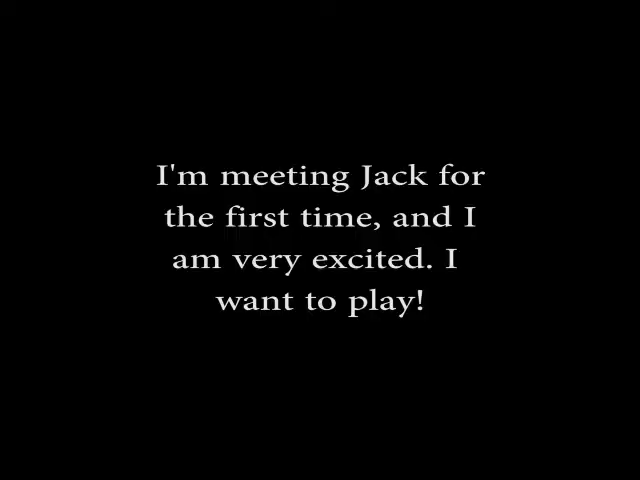 I'm meeting Jack for
the first time, and I
am very excited. I
want to play!